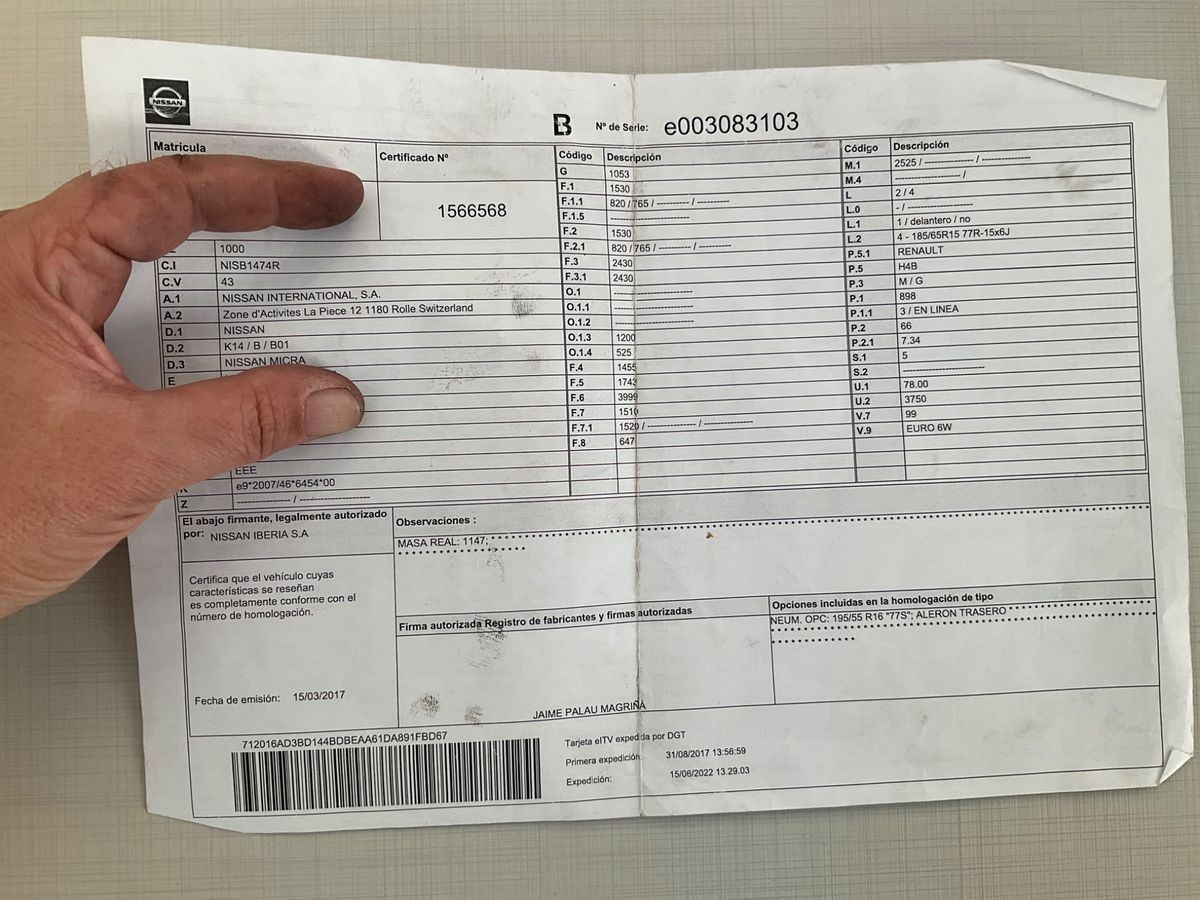 NISSAN
B Nº de Serie: e003083103
Matricula
Certificado Nº
1566568
1000
C.I NISB1474R
C.V 43
A.1 NISSAN INTERNATIONAL, S.A.
A.2 Zone d'Activites La Piece 12 1180 Rolle Switzerland
D.1 NISSAN
D.2 K14 / B / B01
D.3 NISSAN MICRA
E
EEE
K e9*2007/46*6454*00
Z --------------- / --------------------
Código Descripción
G 1053
F.1 1530
F.1.1 820 / 765 / ---------- / ----------
F.1.5 ----------------------
F.2 1530
F.2.1 820 / 765 / ---------- / ----------
F.3 2430
F.3.1 2430
O.1 ----------------------
O.1.1 ----------------------
O.1.2 ----------------------
O.1.3 1200
O.1.4 525
F.4 1455
F.5 1743
F.6 3999
F.7 1510
F.7.1 1520 / --------------- / ---------------
F.8 647
Código Descripción
M.1 2525 / --------------- / ---------------
M.4 -------------------- /
L 2 / 4
L.0 - / --------------------
L.1 1 / delantero / no
L.2 4 - 185/65R15 77R-15x6J
P.5.1 RENAULT
P.5 H4B
P.3 M / G
P.1 898
P.1.1 3 / EN LINEA
P.2 66
P.2.1 7.34
S.1 5
S.2 -------------------------
U.1 78.00
U.2 3750
V.7 99
V.9 EURO 6W
El abajo firmante, legalmente autorizado
por: NISSAN IBERIA S.A
Certifica que el vehículo cuyas
características se reseñan
es completamente conforme con el
número de homologación.
Fecha de emisión: 15/03/2017
Observaciones :
MASA REAL: 1147;
Firma autorizada Registro de fabricantes y firmas autorizadas
JAIME PALAU MAGRIÑÁ
Opciones incluidas en la homologación de tipo
NEUM. OPC: 195/55 R16 "77S"; ALERON TRASERO
712016AD3BD144BDBEAA61DA891FBD67
Tarjeta eITV expedida por DGT
Primera expedición: 31/08/2017 13:56:59
Expedición: 15/06/2022 13.29.03